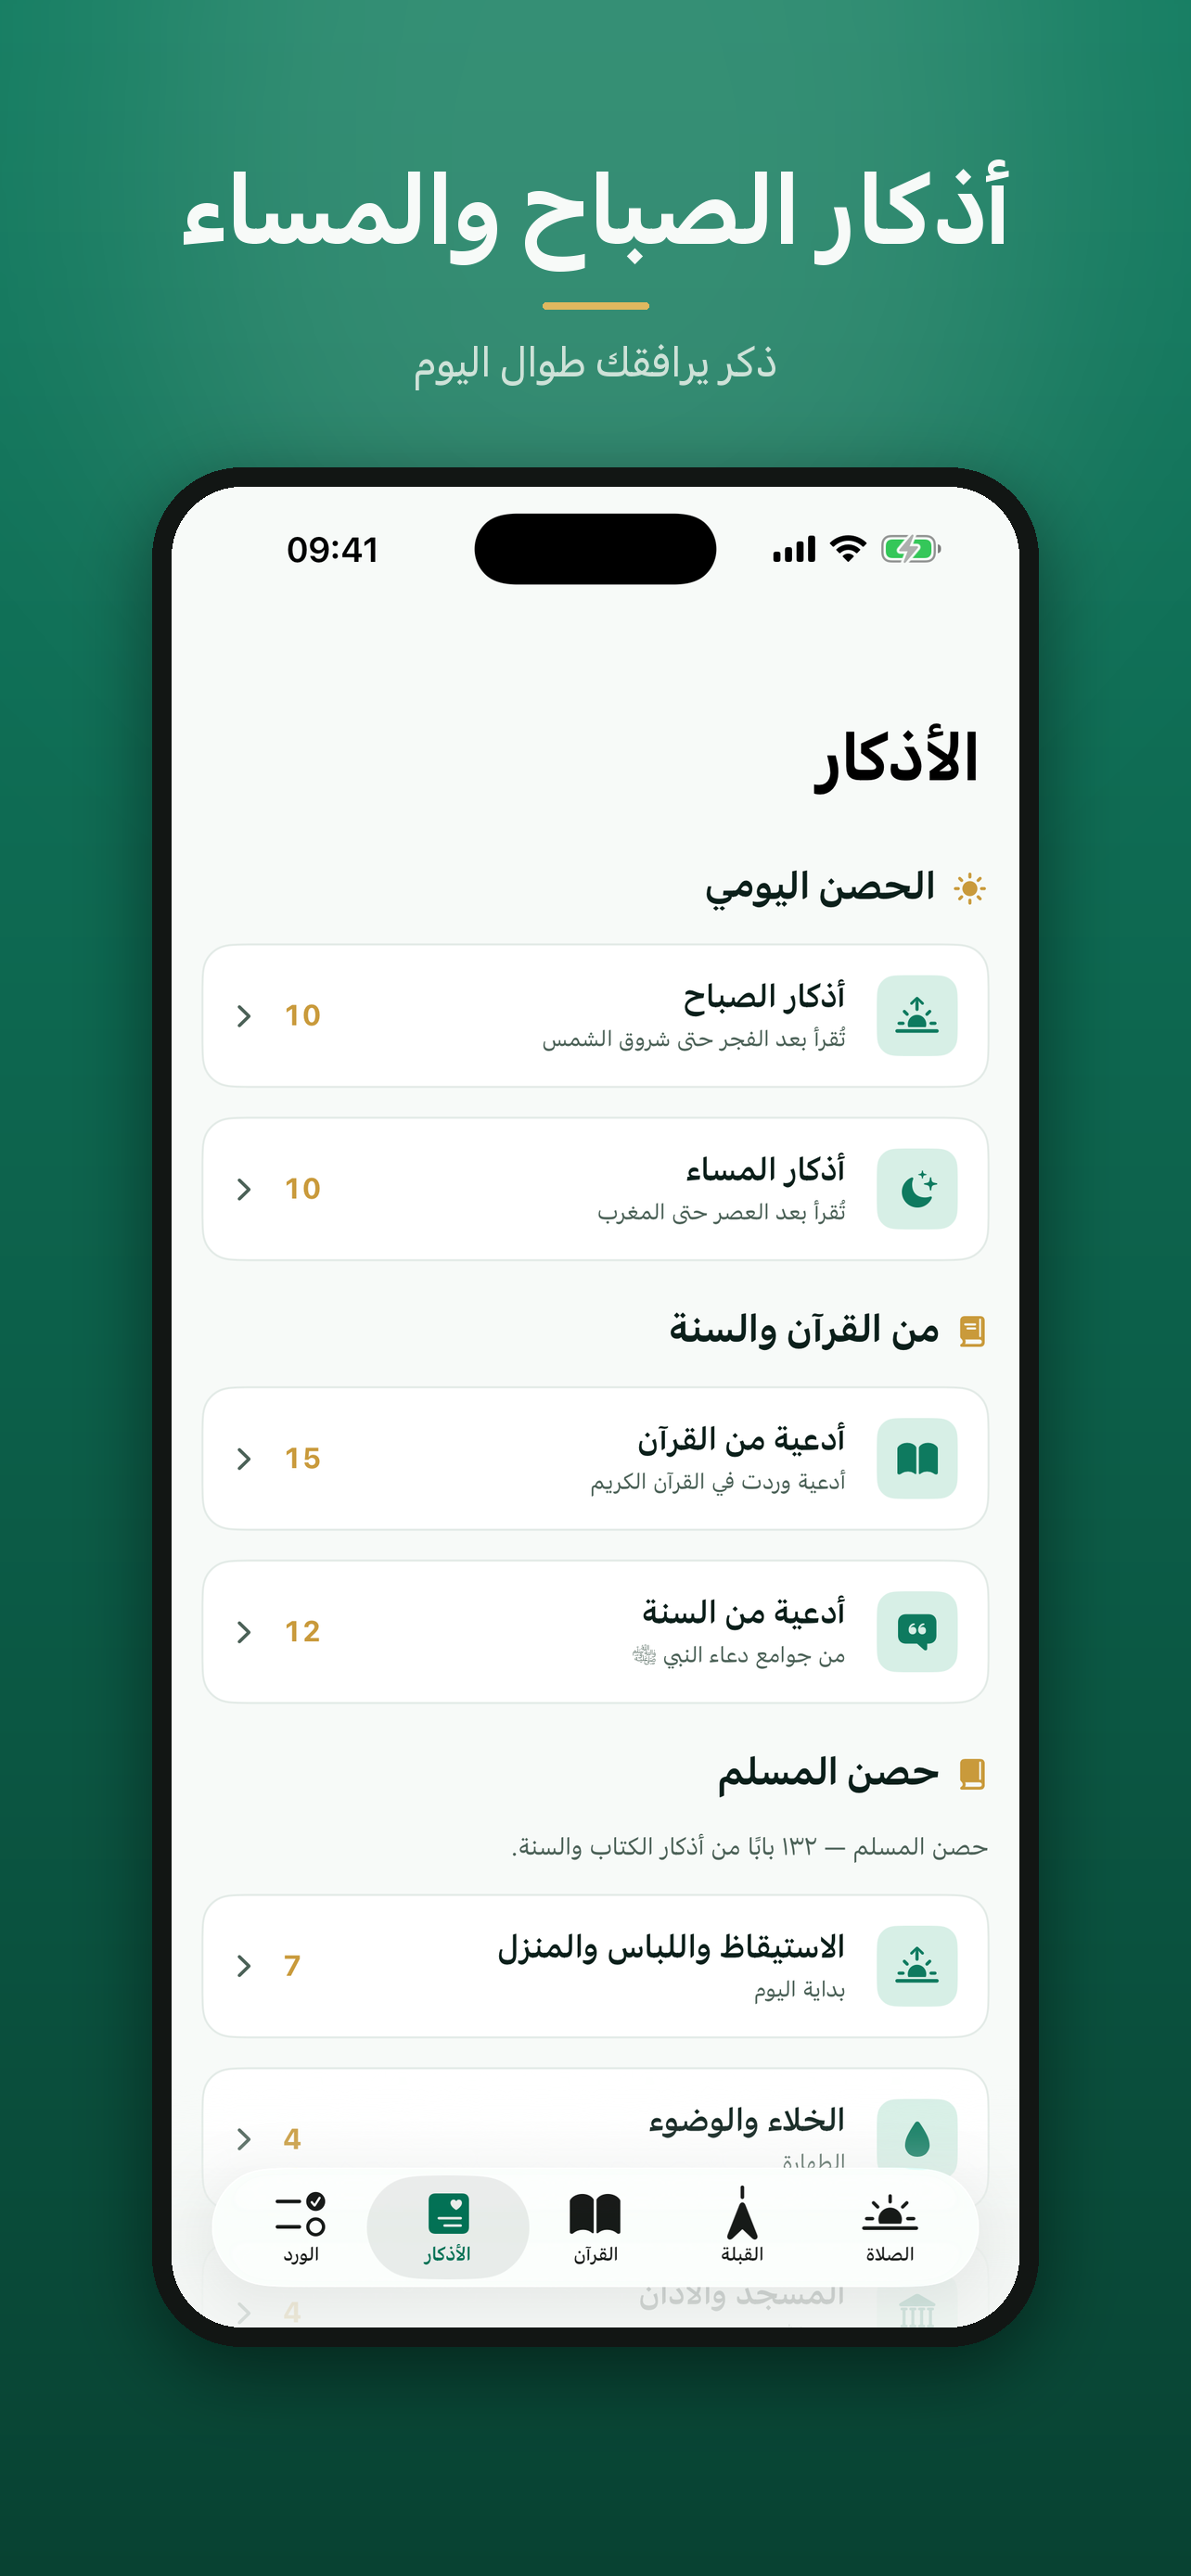 أذكار الصباح والمساء
ذكر يرافقك طوال اليوم
09:41
الأذكار
الحصن اليومي
أذكار الصباح
تُقرأ بعد الفجر حتى شروق الشمس
10
أذكار المساء
تُقرأ بعد العصر حتى المغرب
10
من القرآن والسنة
أدعية من القرآن
أدعية وردت في القرآن الكريم
15
أدعية من السنة
من جوامع دعاء النبي ﷺ
12
حصن المسلم
حصن المسلم — ١٣٢ بابًا من أذكار الكتاب والسنة.
الاستيقاظ واللباس والمنزل
بداية اليوم
7
الخلاء والوضوء
الطهارة
4
الصلاة
القبلة
القرآن
الأذكار
الورد
المسجد والأذان
4